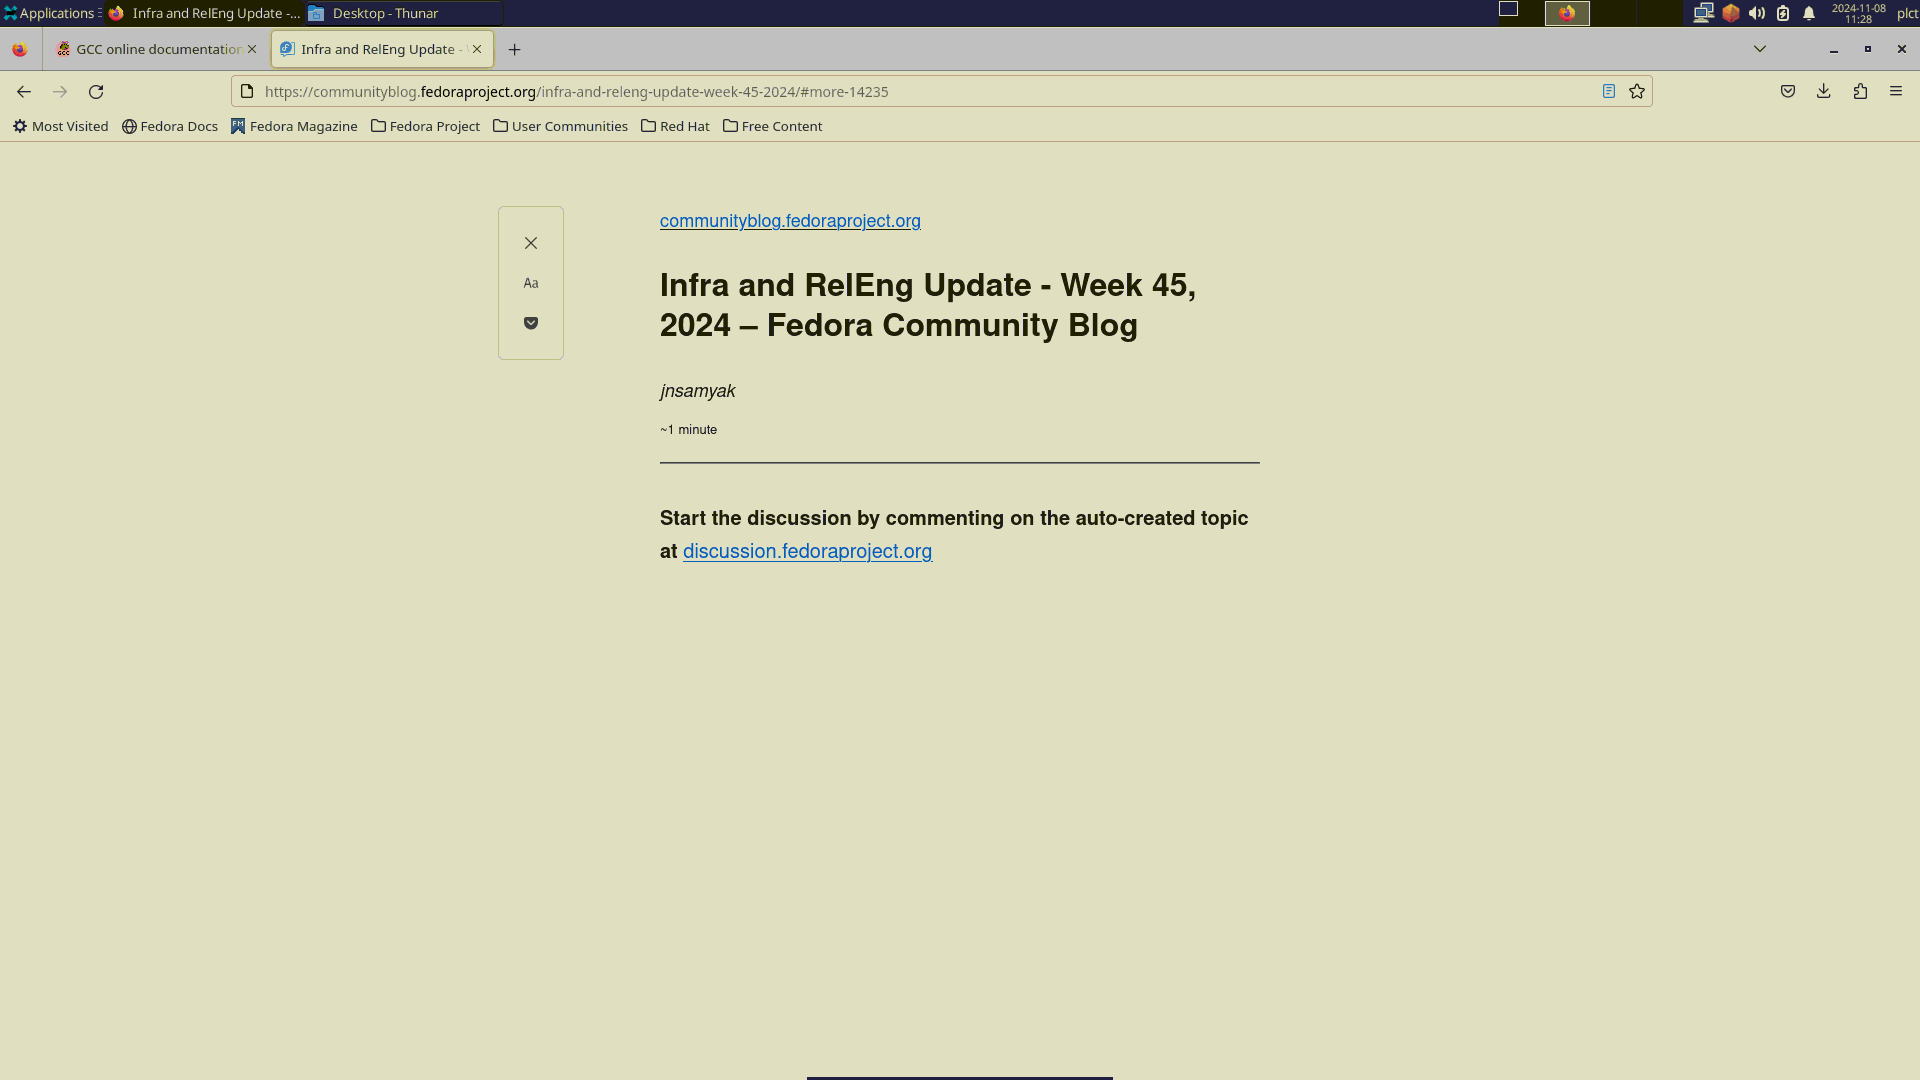 Applications
Infra and RelEng Update -...
Desktop - Thunar
2024-11-08
11:28
plct
GCC online documentation
Infra and RelEng Update -
https://communityblog.fedoraproject.org/infra-and-releng-update-week-45-2024/#more-14235
Most Visited
Fedora Docs
Fedora Magazine
Fedora Project
User Communities
Red Hat
Free Content
communityblog.fedoraproject.org
Infra and RelEng Update - Week 45,
2024 – Fedora Community Blog
Aa
jnsamyak
~1 minute
Start the discussion by commenting on the auto-created topic
at discussion.fedoraproject.org